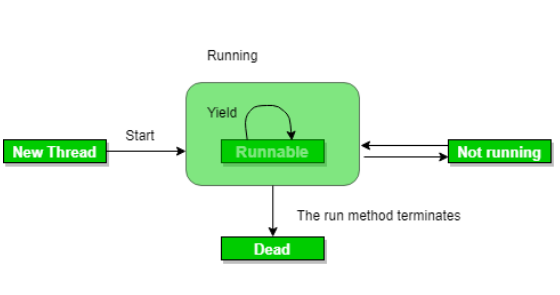 Running
Yield
Start
New Thread
Runnable
Not running
The run method terminates
Dead